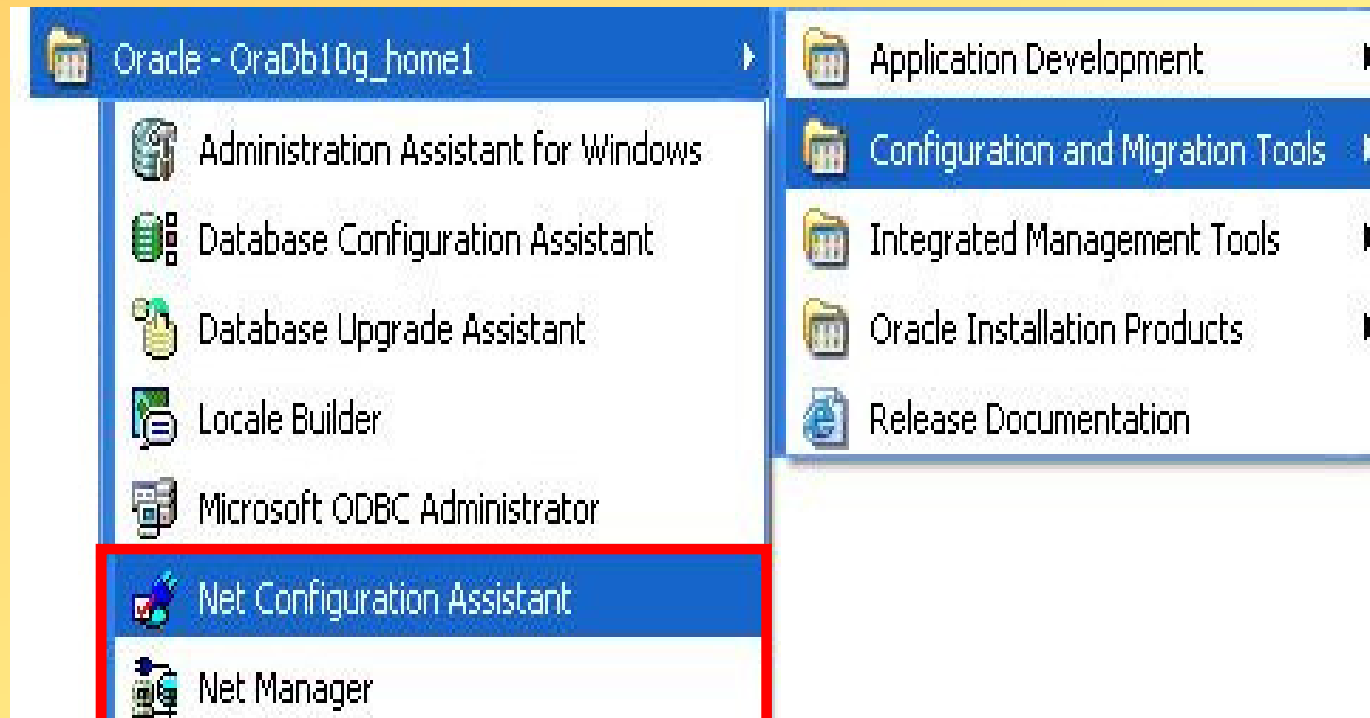 Oracle - OraDb10g_home1
Application Development
Configuration and Migration Tools
Integrated Management Tools
Oracle Installation Products
Release Documentation
Administration Assistant for Windows
Database Configuration Assistant
Database Upgrade Assistant
Locale Builder
Microsoft ODBC Administrator
Net Configuration Assistant
Net Manager